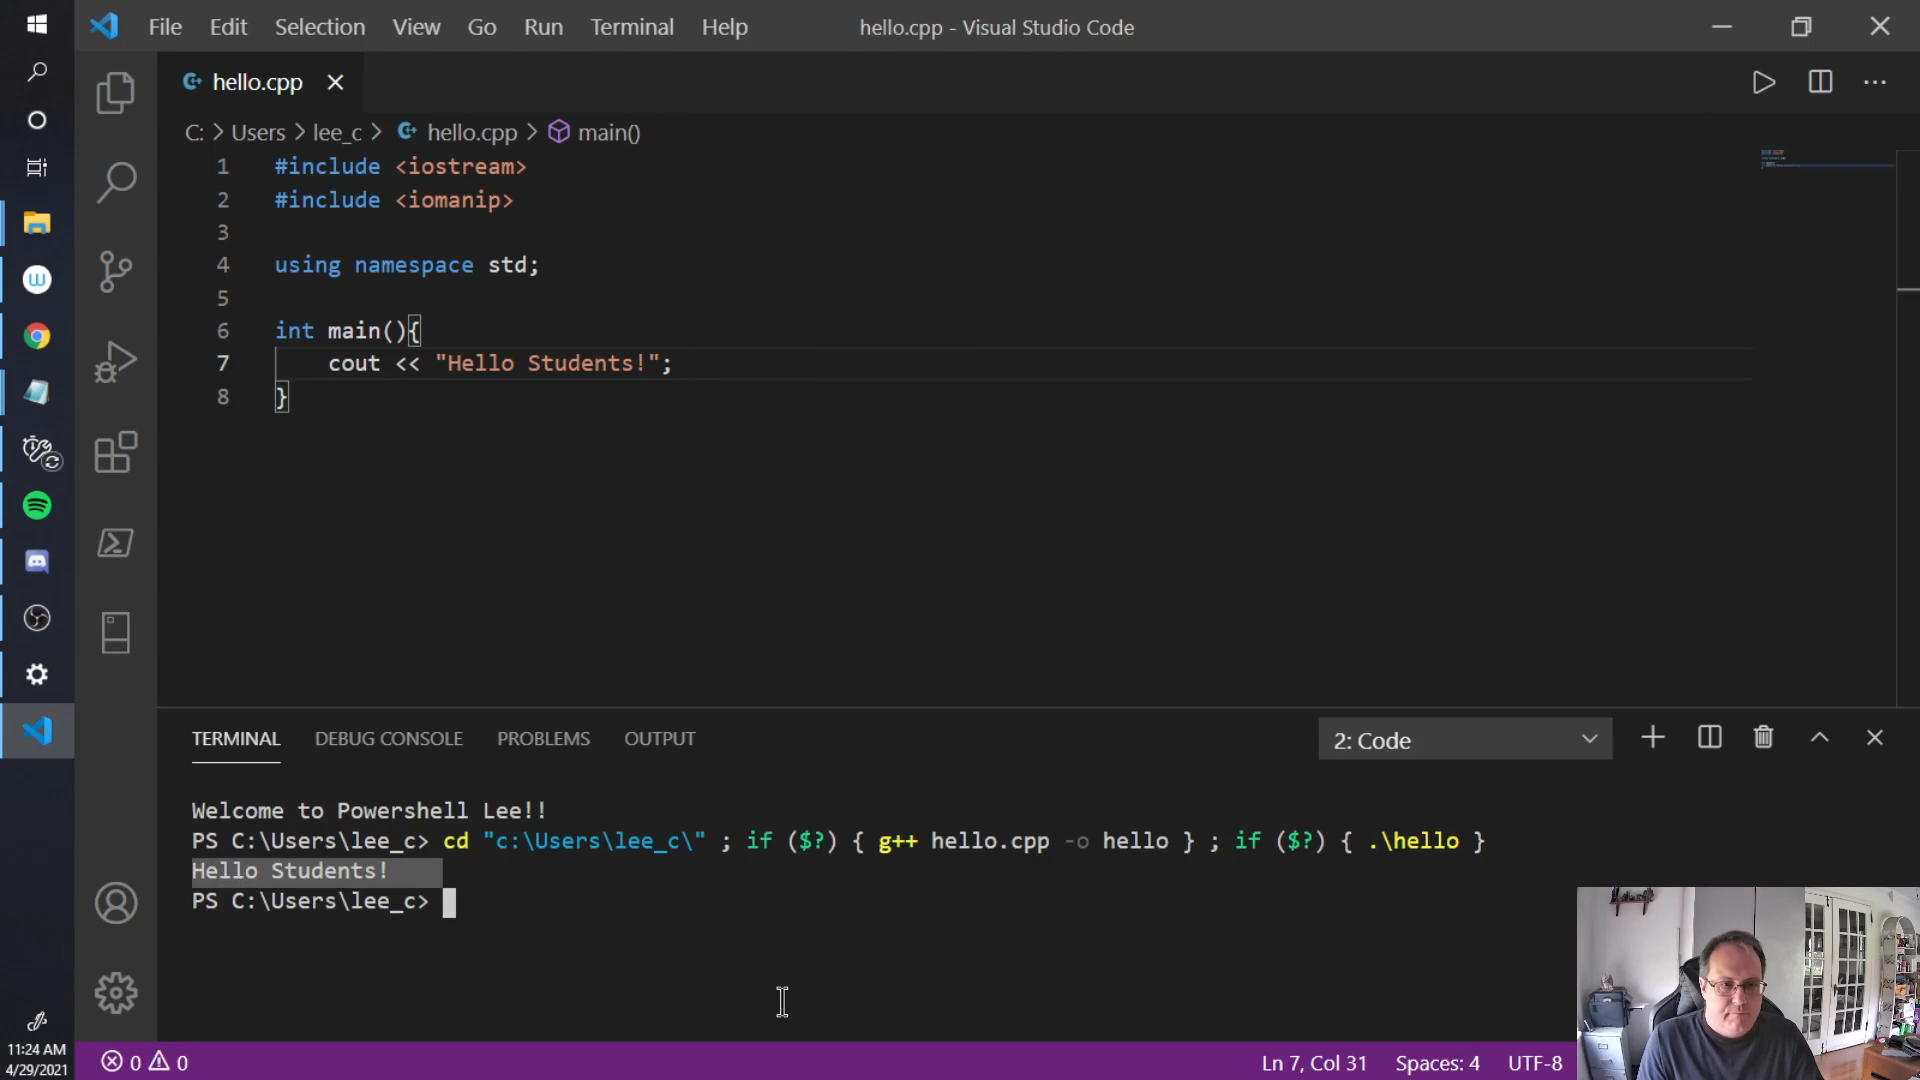 File Edit Selection View Go Run Terminal Help hello.cpp - Visual Studio Code
hello.cpp
C: > Users > lee_c > hello.cpp > main()
1 #include <iostream>
2 #include <iomanip>
3
4 using namespace std;
5
6 int main(){
7     cout << "Hello Students!";
8 }
TERMINAL DEBUG CONSOLE PROBLEMS OUTPUT 2: Code
Welcome to Powershell Lee!!
PS C:\Users\lee_c> cd "c:\Users\lee_c\" ; if ($?) { g++ hello.cpp -o hello } ; if ($?) { .\hello }
Hello Students!
PS C:\Users\lee_c>
11:24 AM
4/29/2021
0 0 Ln 7, Col 31 Spaces: 4 UTF-8